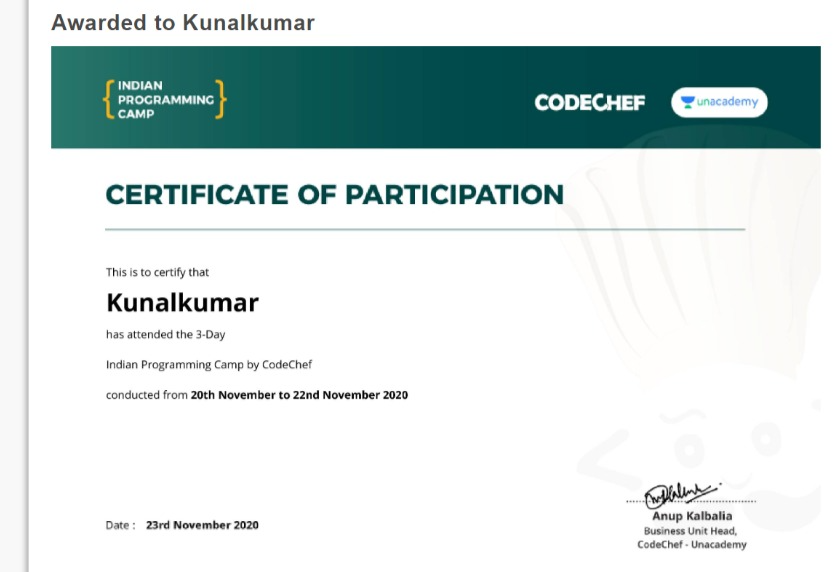 Awarded to Kunalkumar
INDIAN
PROGRAMMING
CAMP
CODECHEF
unacademy
CERTIFICATE OF PARTICIPATION
This is to certify that
Kunalkumar
has attended the 3-Day
Indian Programming Camp by CodeChef
conducted from 20th November to 22nd November 2020
Date : 23rd November 2020
Anup Kalbalia
Business Unit Head,
CodeChef - Unacademy